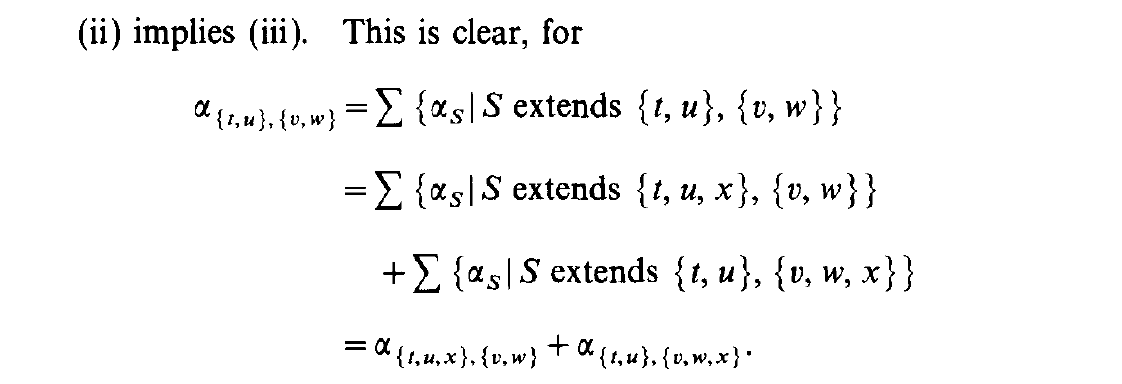 (ii) implies (iii). This is clear, for
α_{{t,u},{v,w}} = ∑ {α_S | S extends {t, u}, {v, w}}
= ∑ {α_S | S extends {t, u, x}, {v, w}}
+ ∑ {α_S | S extends {t, u}, {v, w, x}}
= α_{{t,u,x},{v,w}} + α_{{t,u},{v,w,x}}.